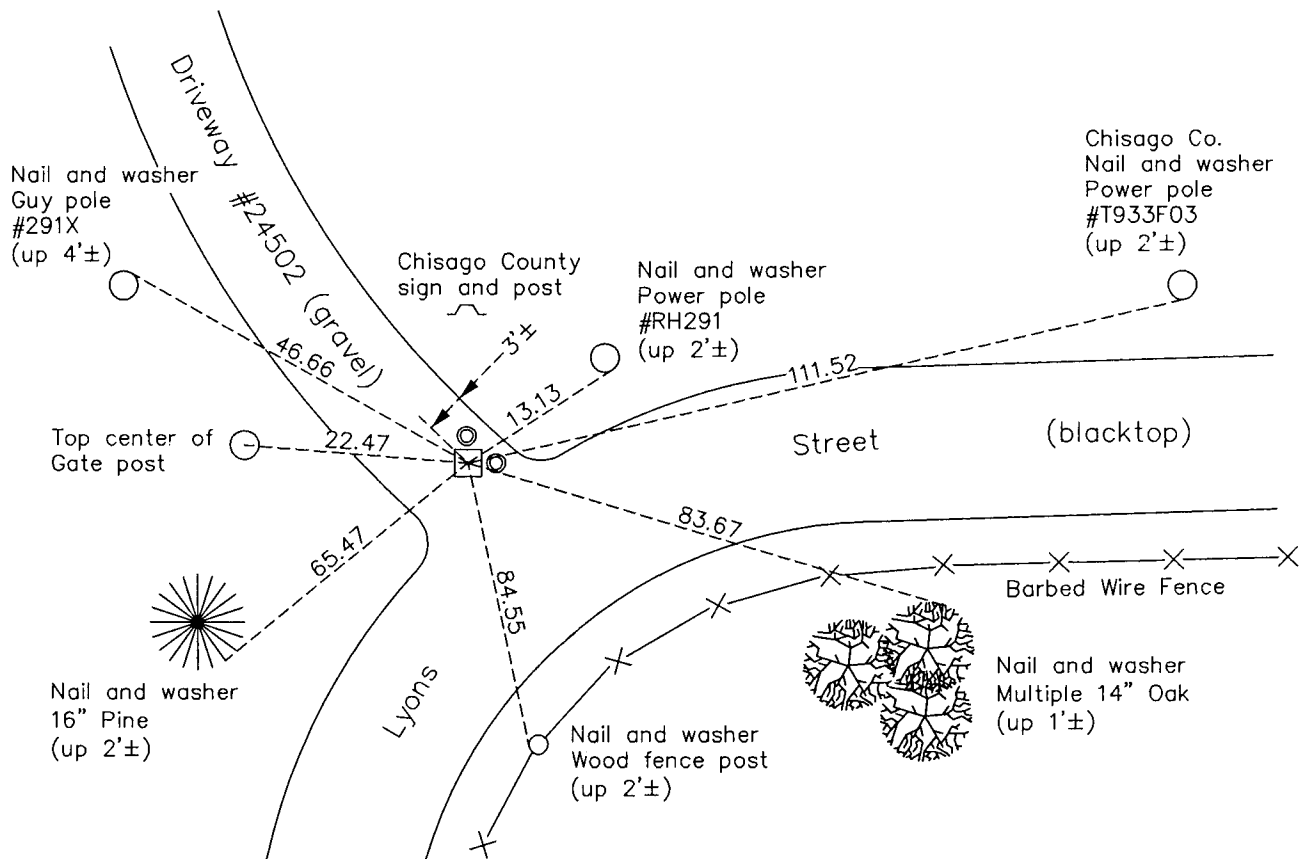 Driveway #24502 (gravel)
Chisago Co.
Nail and washer
Power pole
#T933F03
(up 2'±)
Nail and washer
Guy pole
#291X
(up 4'±)
Chisago County
sign and post
3'±
Nail and washer
Power pole
#RH291
(up 2'±)
46.66
13.13
111.52
Top center of
Gate post
22.47
Street (blacktop)
65.47
84.55
83.67
Barbed Wire Fence
Nail and washer
16" Pine
(up 2'±)
Lyons
Nail and washer
Wood fence post
(up 2'±)
Nail and washer
Multiple 14" Oak
(up 1'±)